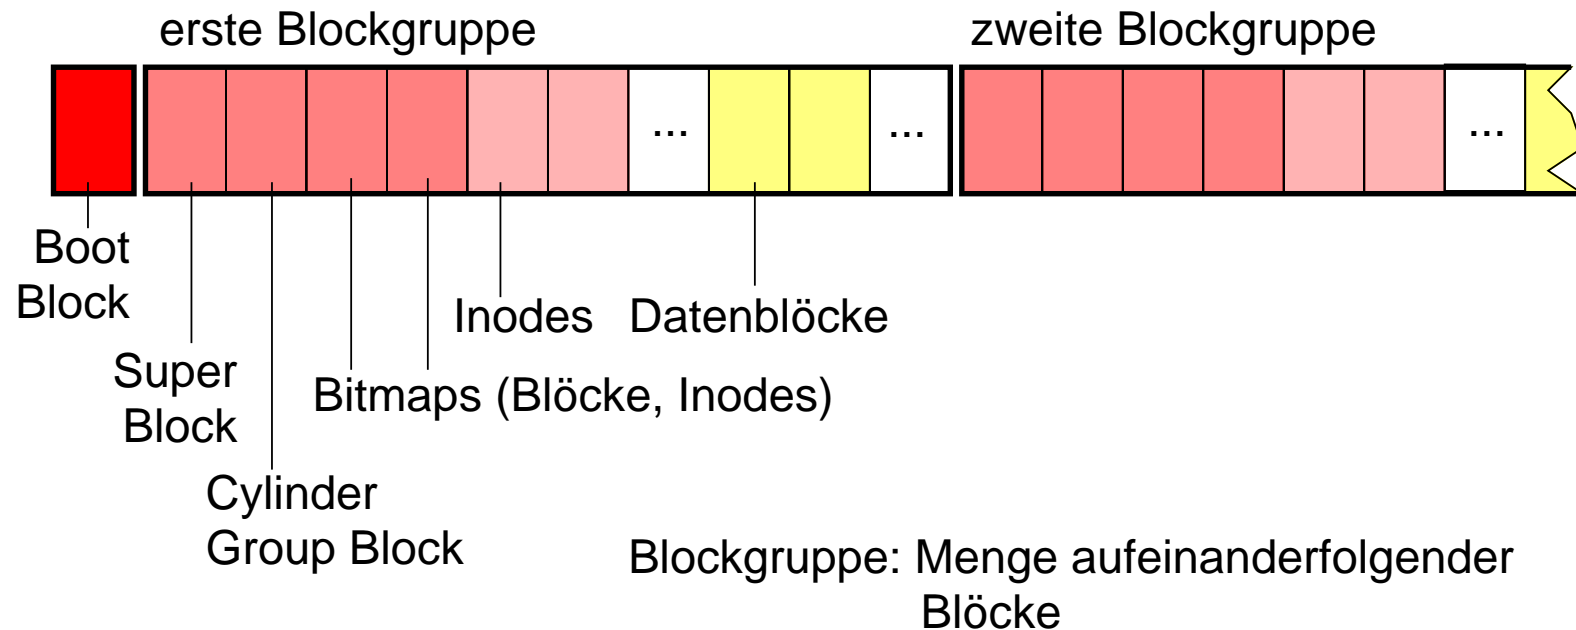 erste Blockgruppe
zweite Blockgruppe
...
...
...
Boot
Block
Inodes
Datenblöcke
Super
Block
Bitmaps (Blöcke, Inodes)
Cylinder
Group Block
Blockgruppe: Menge aufeinanderfolgender
Blöcke